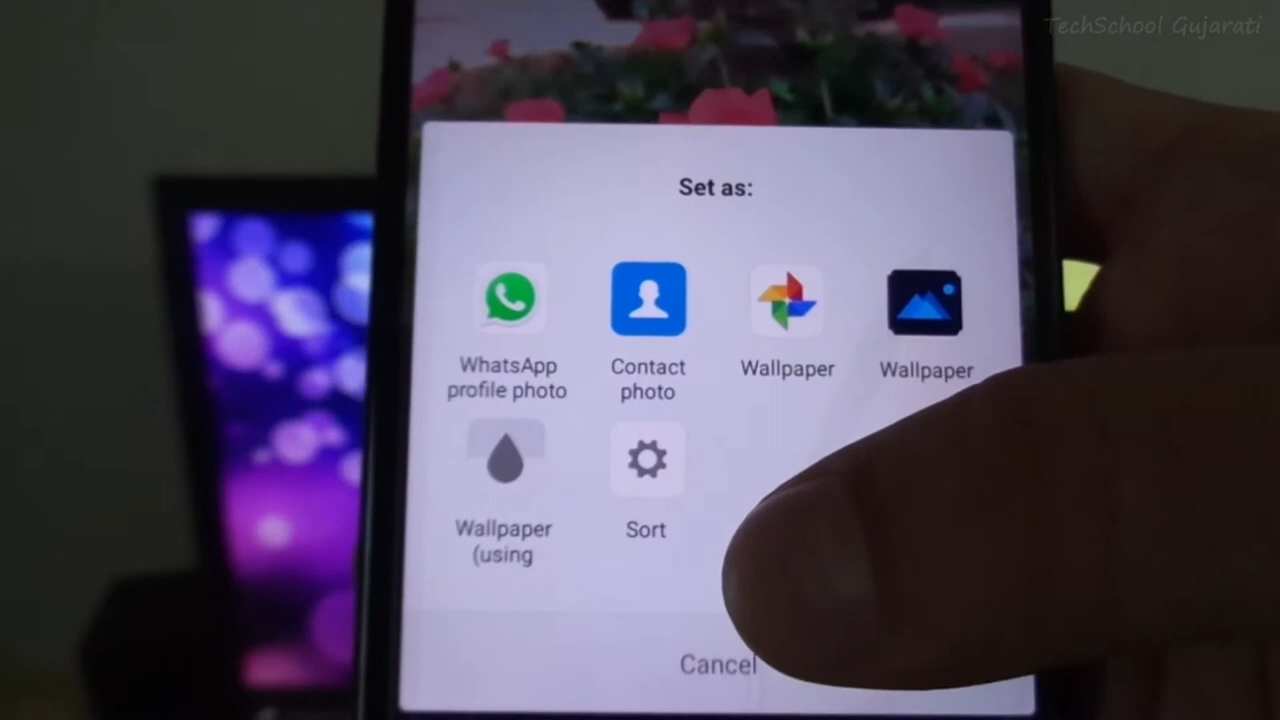 TechSchool Gujarati
Set as:
WhatsApp
profile photo
Contact
photo
Wallpaper
Wallpaper
Wallpaper
(using
Sort
Cancel